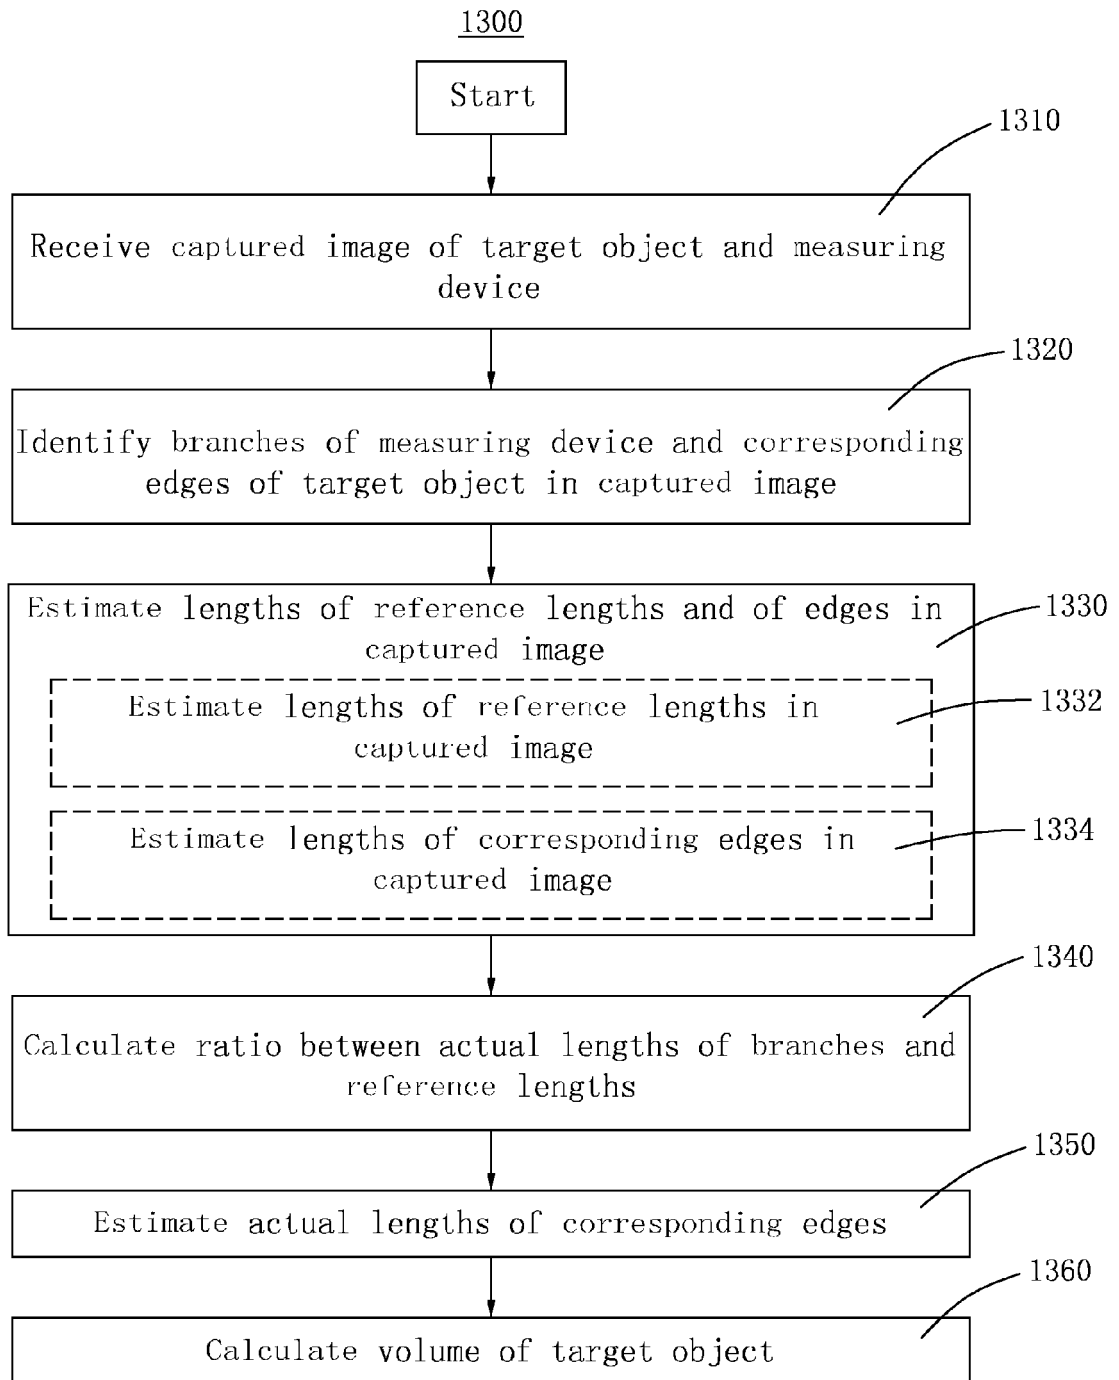 1300
Start
1310
Receive captured image of target object and measuring
device
1320
Identify branches of measuring device and corresponding
edges of target object in captured image
1330
Estimate lengths of reference lengths and of edges in
captured image
1332
Estimate lengths of reference lengths in
captured image
1334
Estimate lengths of corresponding edges in
captured image
1340
Calculate ratio between actual lengths of branches and
reference lengths
1350
Estimate actual lengths of corresponding edges
1360
Calculate volume of target object